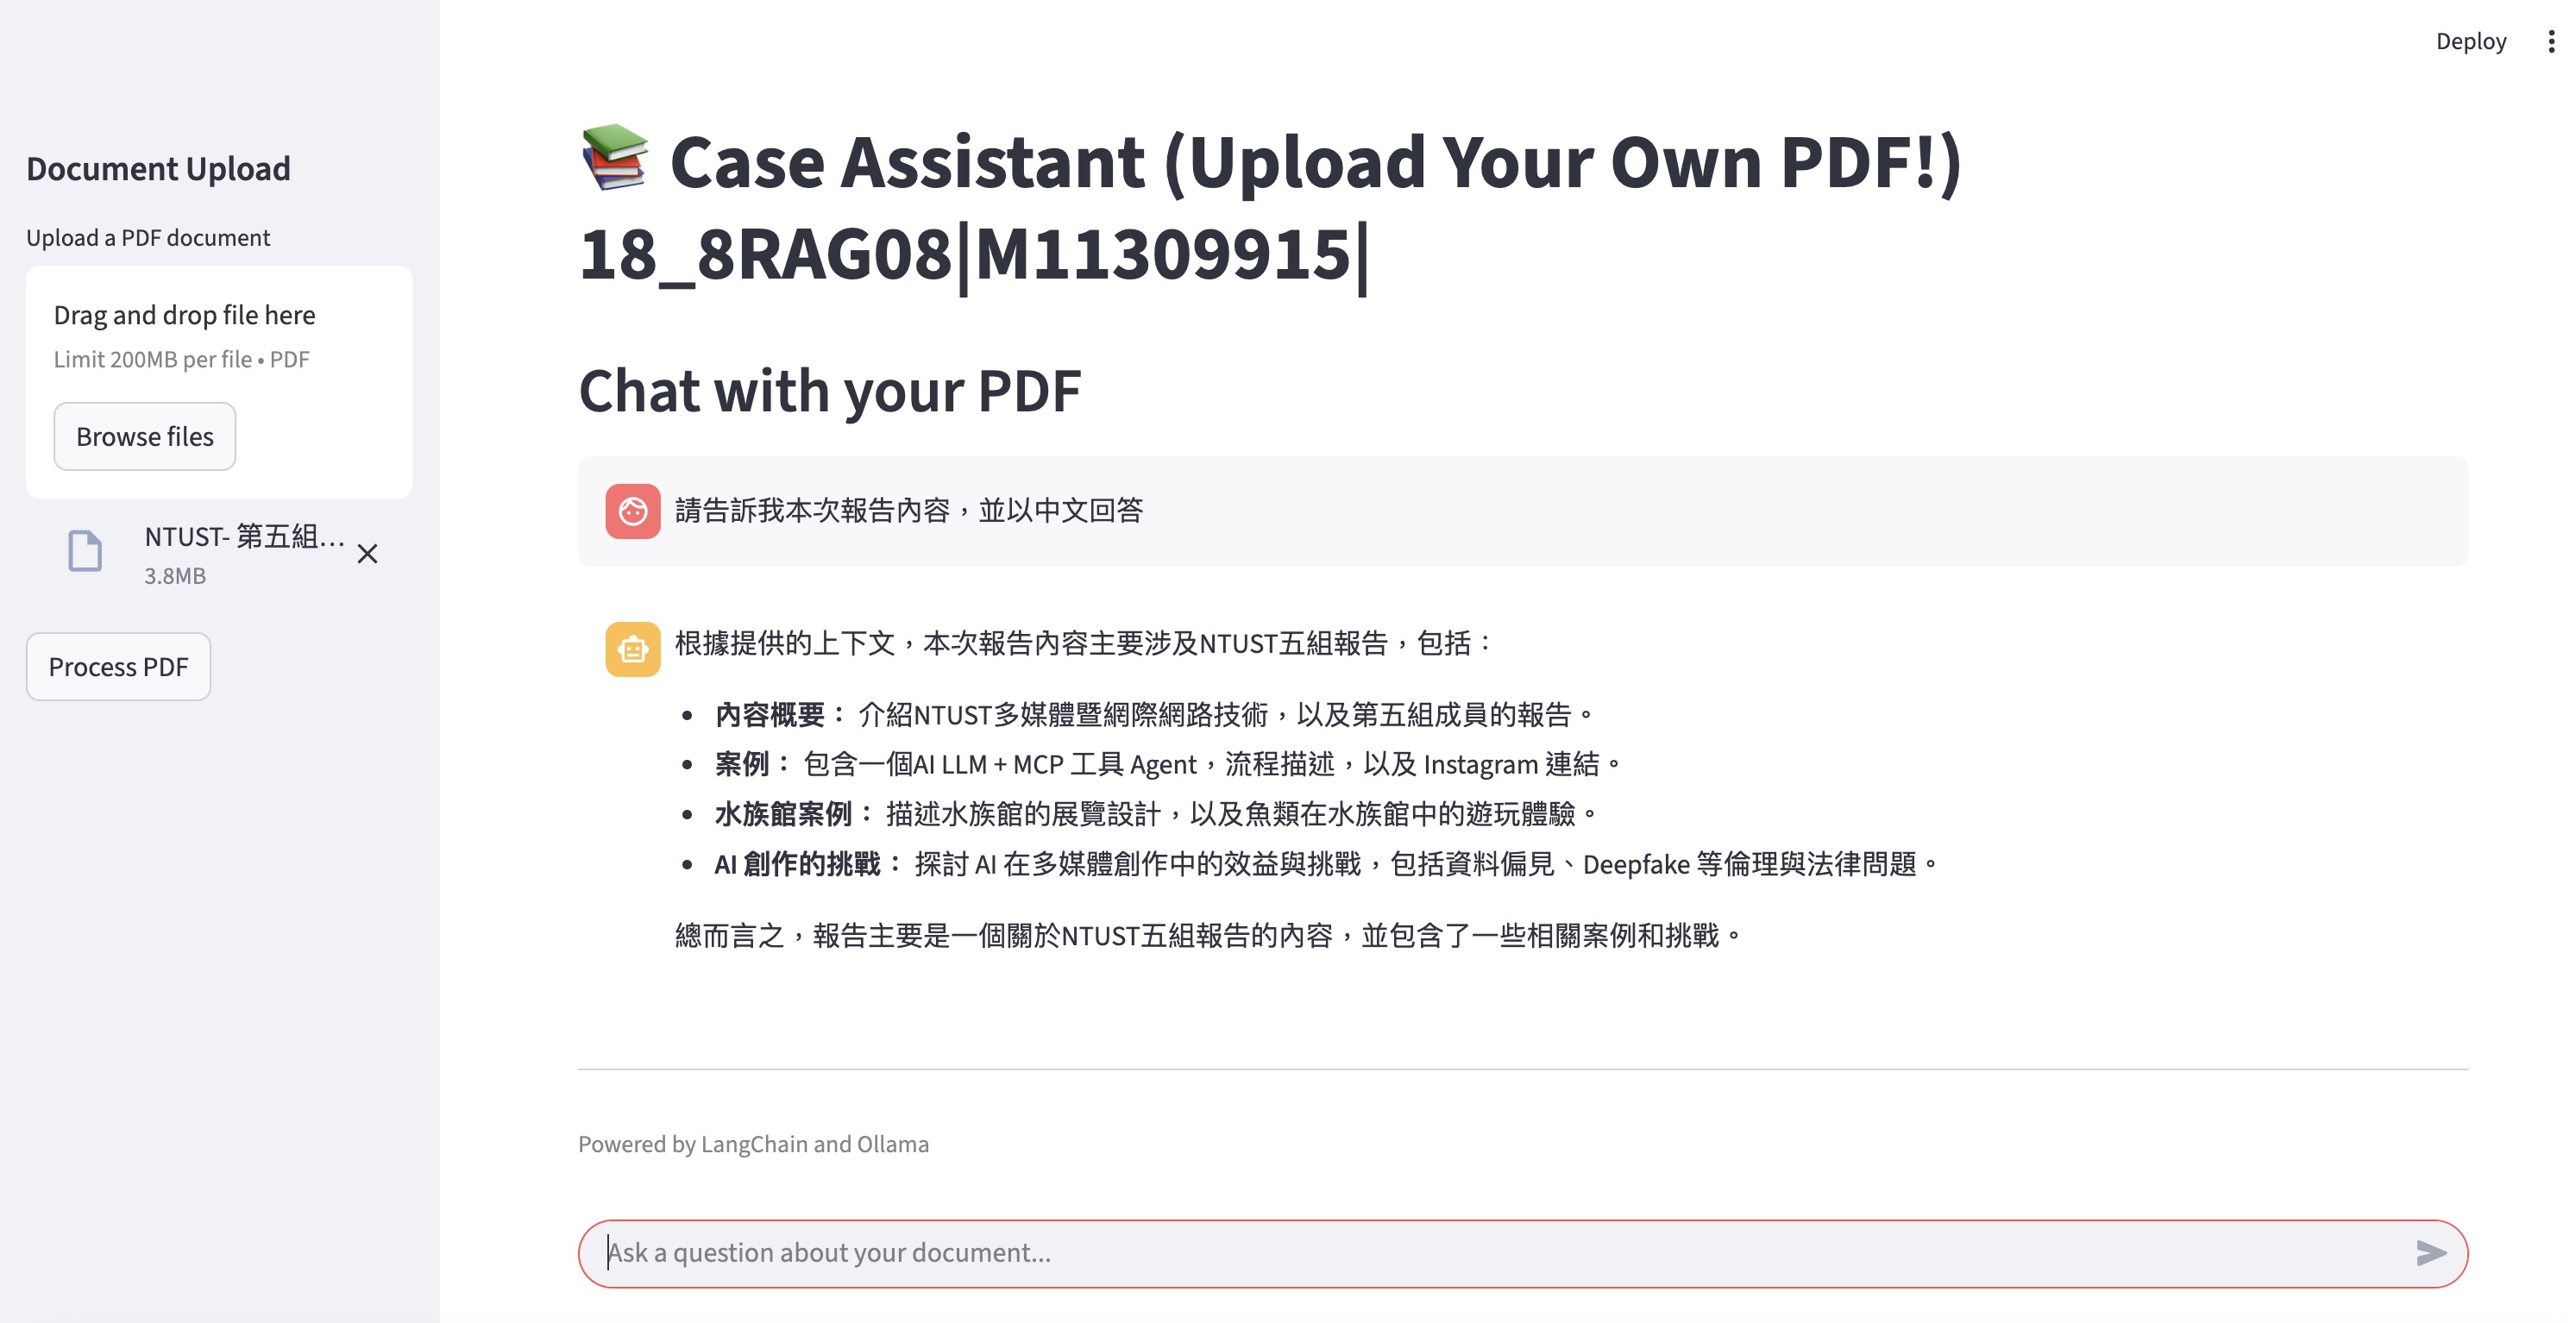 Deploy
Document Upload
Upload a PDF document
Drag and drop file here
Limit 200MB per file • PDF
Browse files
NTUST- 第五組…
3.8MB
Process PDF
Case Assistant (Upload Your Own PDF!)
18_8RAG08|M11309915|
Chat with your PDF
請告訴我本次報告內容，並以中文回答
根據提供的上下文，本次報告內容主要涉及NTUST五組報告，包括：
• 內容概要： 介紹NTUST多媒體暨網際網路技術，以及第五組成員的報告。
• 案例： 包含一個AI LLM + MCP 工具 Agent，流程描述，以及 Instagram 連結。
• 水族館案例： 描述水族館的展覽設計，以及魚類在水族館中的遊玩體驗。
• AI 創作的挑戰： 探討 AI 在多媒體創作中的效益與挑戰，包括資料偏見、Deepfake 等倫理與法律問題。
總而言之，報告主要是一個關於NTUST五組報告的內容，並包含了一些相關案例和挑戰。
Powered by LangChain and Ollama
Ask a question about your document...